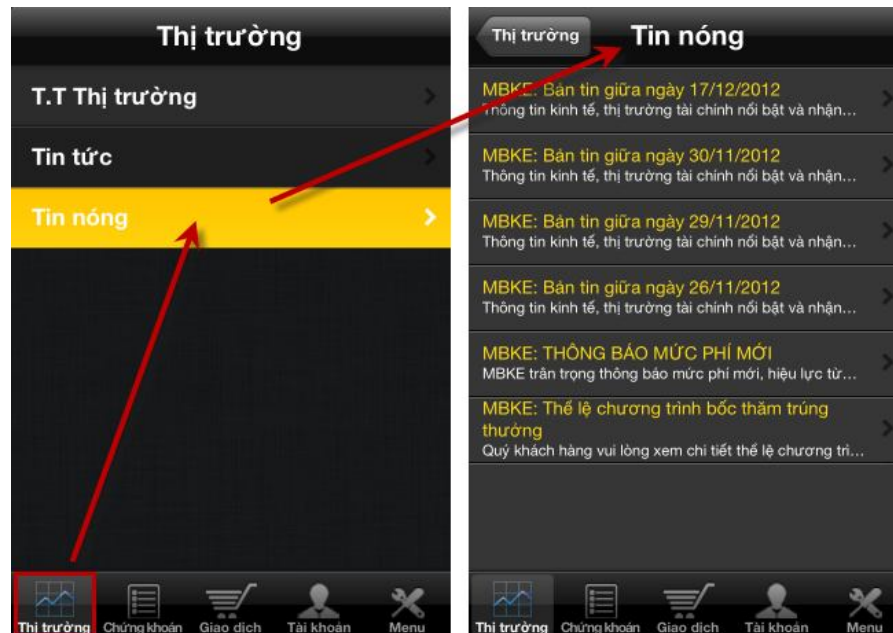 Thị trường
T.T Thị trường
Tin tức
Tin nóng
Thị trường
Chứng khoán
Giao dịch
Tài khoản
Menu
Thị trường
Tin nóng
MBKE: Bản tin giữa ngày 17/12/2012
Thông tin kinh tế, thị trường tài chính nổi bật và nhận...
MBKE: Bản tin giữa ngày 30/11/2012
Thông tin kinh tế, thị trường tài chính nổi bật và nhận...
MBKE: Bản tin giữa ngày 29/11/2012
Thông tin kinh tế, thị trường tài chính nổi bật và nhận...
MBKE: Bản tin giữa ngày 26/11/2012
Thông tin kinh tế, thị trường tài chính nổi bật và nhận...
MBKE: THÔNG BÁO MỨC PHÍ MỚI
MBKE trân trọng thông báo mức phí mới, hiệu lực từ...
MBKE: Thể lệ chương trình bốc thăm trúng
thưởng
Quý khách hàng vui lòng xem chi tiết thể lệ chương trì...
Thị trường
Chứng khoán
Giao dịch
Tài khoản
Menu